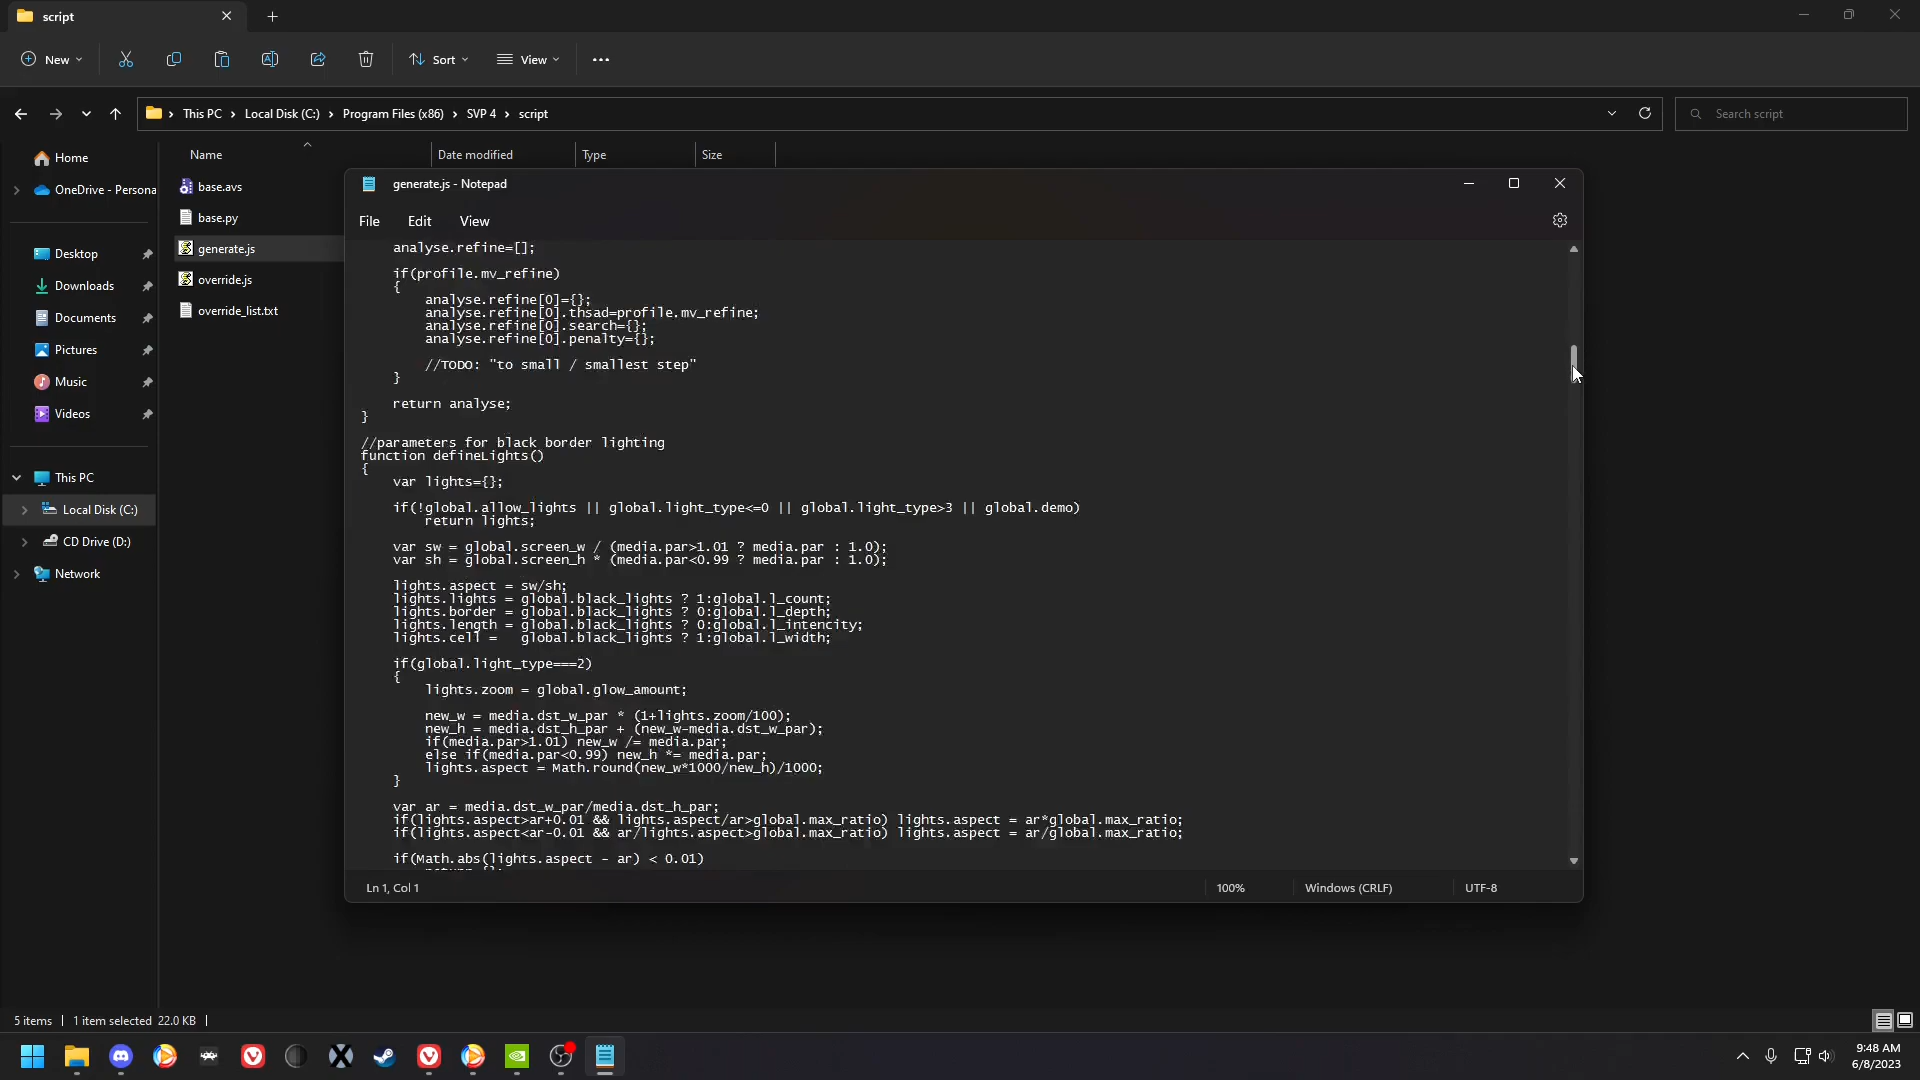 script
New
Sort
View
This PC
Local Disk (C:)
Program Files (x86)
SVP 4
script
Search script
Name
Date modified
Type
Size
Home
OneDrive - Persona
Desktop
Downloads
Documents
Pictures
Music
Videos
This PC
Local Disk (C:)
CD Drive (D:)
Network
base.avs
base.py
generate.js
override.js
override_list.txt
generate.js - Notepad
File
Edit
View
analyse.refine=[];
if(profile.mv_refine)
{
analyse.refine[0]={};
analyse.refine[0].thsad=profile.mv_refine;
analyse.refine[0].search={};
analyse.refine[0].penalty={};
//TODO: "to small / smallest step"
}
return analyse;
}
//parameters for black border lighting
function defineLights()
{
var lights={};
if(!global.allow_lights || global.light_type<=0 || global.light_type>3 || global.demo)
return lights;
var sw = global.screen_w / (media.par>1.01 ? media.par : 1.0);
var sh = global.screen_h * (media.par<0.99 ? media.par : 1.0);
lights.aspect = sw/sh;
lights.lights = global.black_lights ? 1:global.l_count;
lights.border = global.black_lights ? 0:global.l_depth;
lights.length = global.black_lights ? 0:global.l_intencity;
lights.cell =   global.black_lights ? 1:global.l_width;
if(global.light_type===2)
{
lights.zoom = global.glow_amount;
new_w = media.dst_w_par * (1+lights.zoom/100);
new_h = media.dst_h_par + (new_w-media.dst_w_par);
if(media.par>1.01) new_w /= media.par;
else if(media.par<0.99) new_h *= media.par;
lights.aspect = Math.round(new_w*1000/new_h)/1000;
}
var ar = media.dst_w_par/media.dst_h_par;
if(lights.aspect>ar+0.01 && lights.aspect/ar>global.max_ratio) lights.aspect = ar*global.max_ratio;
if(lights.aspect<ar-0.01 && ar/lights.aspect>global.max_ratio) lights.aspect = ar/global.max_ratio;
if(Math.abs(lights.aspect - ar) < 0.01)
Ln 1, Col 1
100%
Windows (CRLF)
UTF-8
5 items
1 item selected  22.0 KB
9:48 AM
6/8/2023